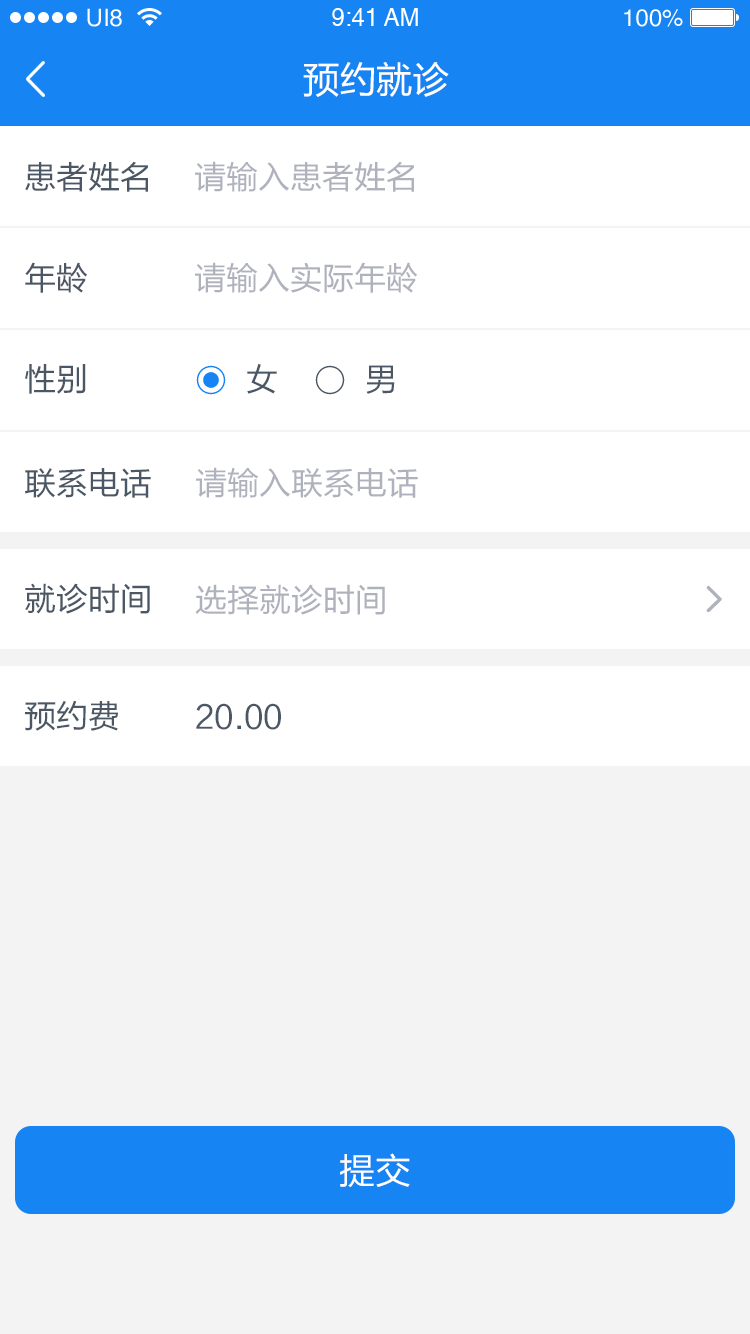 UI8 9:41 AM 100%
预约就诊
患者姓名 请输入患者姓名
年龄 请输入实际年龄
性别 女 男
联系电话 请输入联系电话
就诊时间 选择就诊时间
预约费 20.00
提交